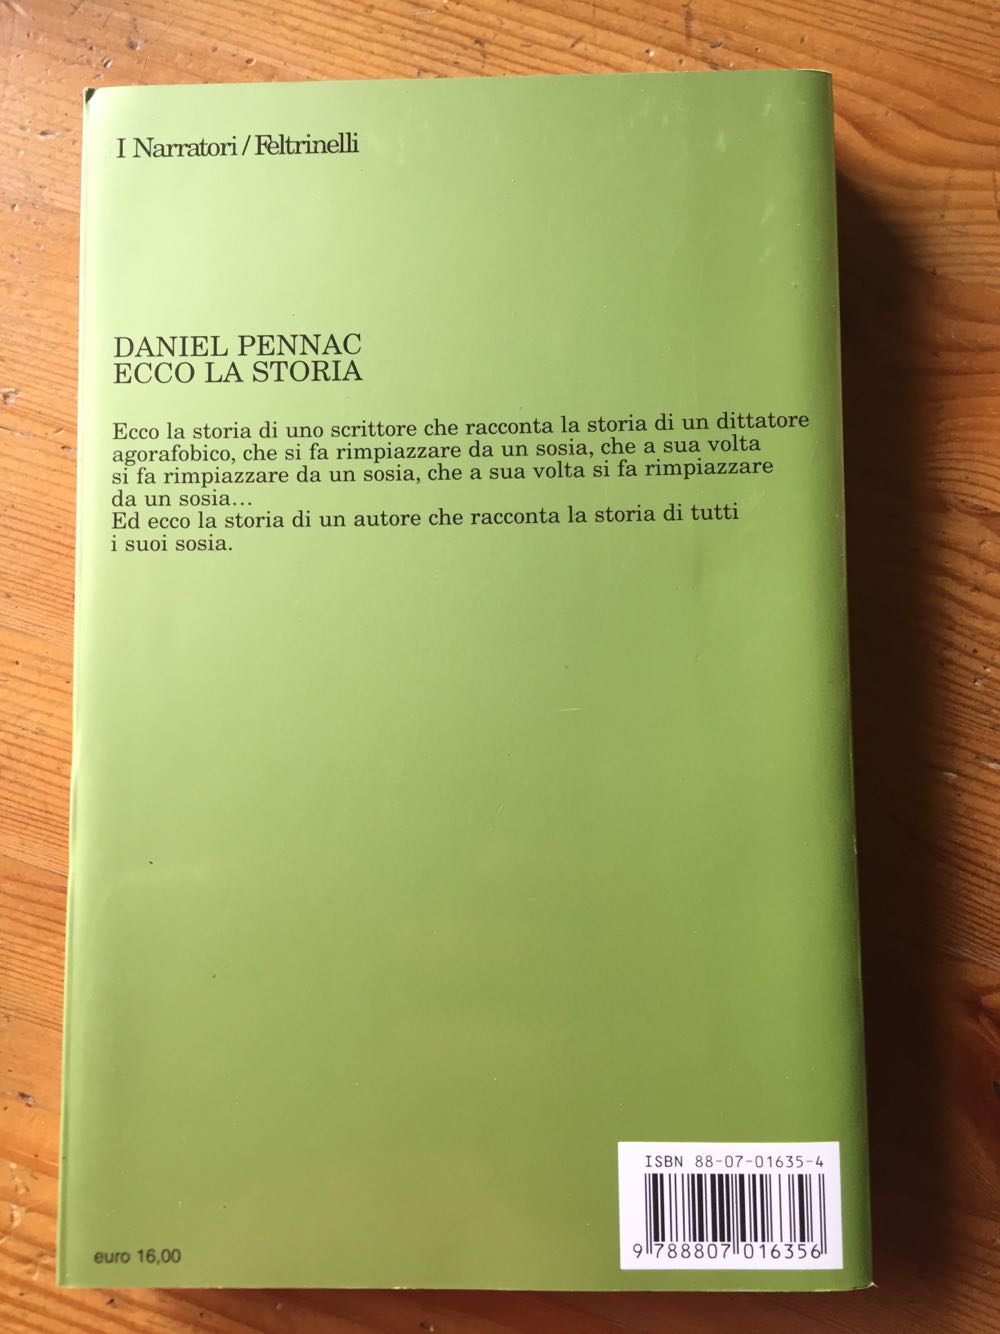 I Narratori/Feltrinelli
DANIEL PENNAC
ECCO LA STORIA
Ecco la storia di uno scrittore che racconta la storia di un dittatore
agorafobico, che si fa rimpiazzare da un sosia, che a sua volta
si fa rimpiazzare da un sosia, che a sua volta si fa rimpiazzare
da un sosia...
Ed ecco la storia di un autore che racconta la storia di tutti
i suoi sosia.
ISBN 88-07-01635-4
9 788807 016356
euro 16,00